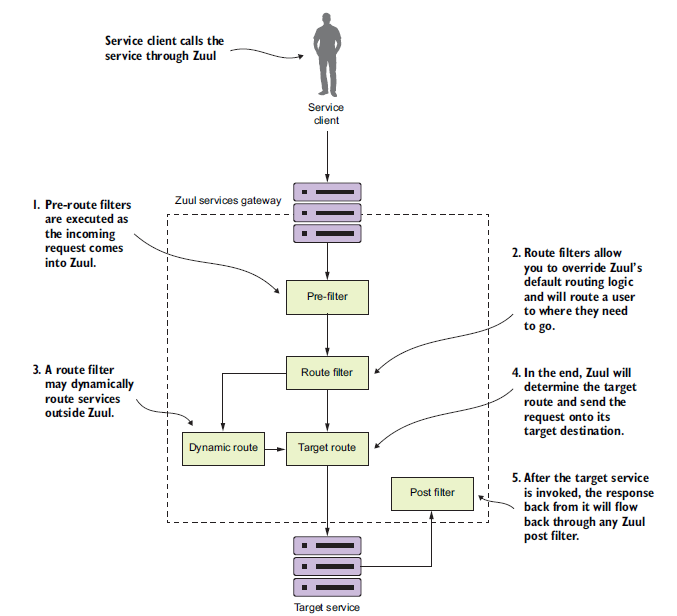 Service client calls the
service through Zuul
Service
client
Zuul services gateway
1. Pre-route filters
are executed as
the incoming
request comes
into Zuul.
Pre-filter
2. Route filters allow
you to override Zuul's
default routing logic
and will route a user
to where they need
to go.
3. A route filter
may dynamically
route services
outside Zuul.
Route filter
4. In the end, Zuul will
determine the target
route and send the
request onto its
target destination.
Dynamic route
Target route
Post filter
5. After the target service
is invoked, the response
back from it will flow
back through any Zuul
post filter.
Target service